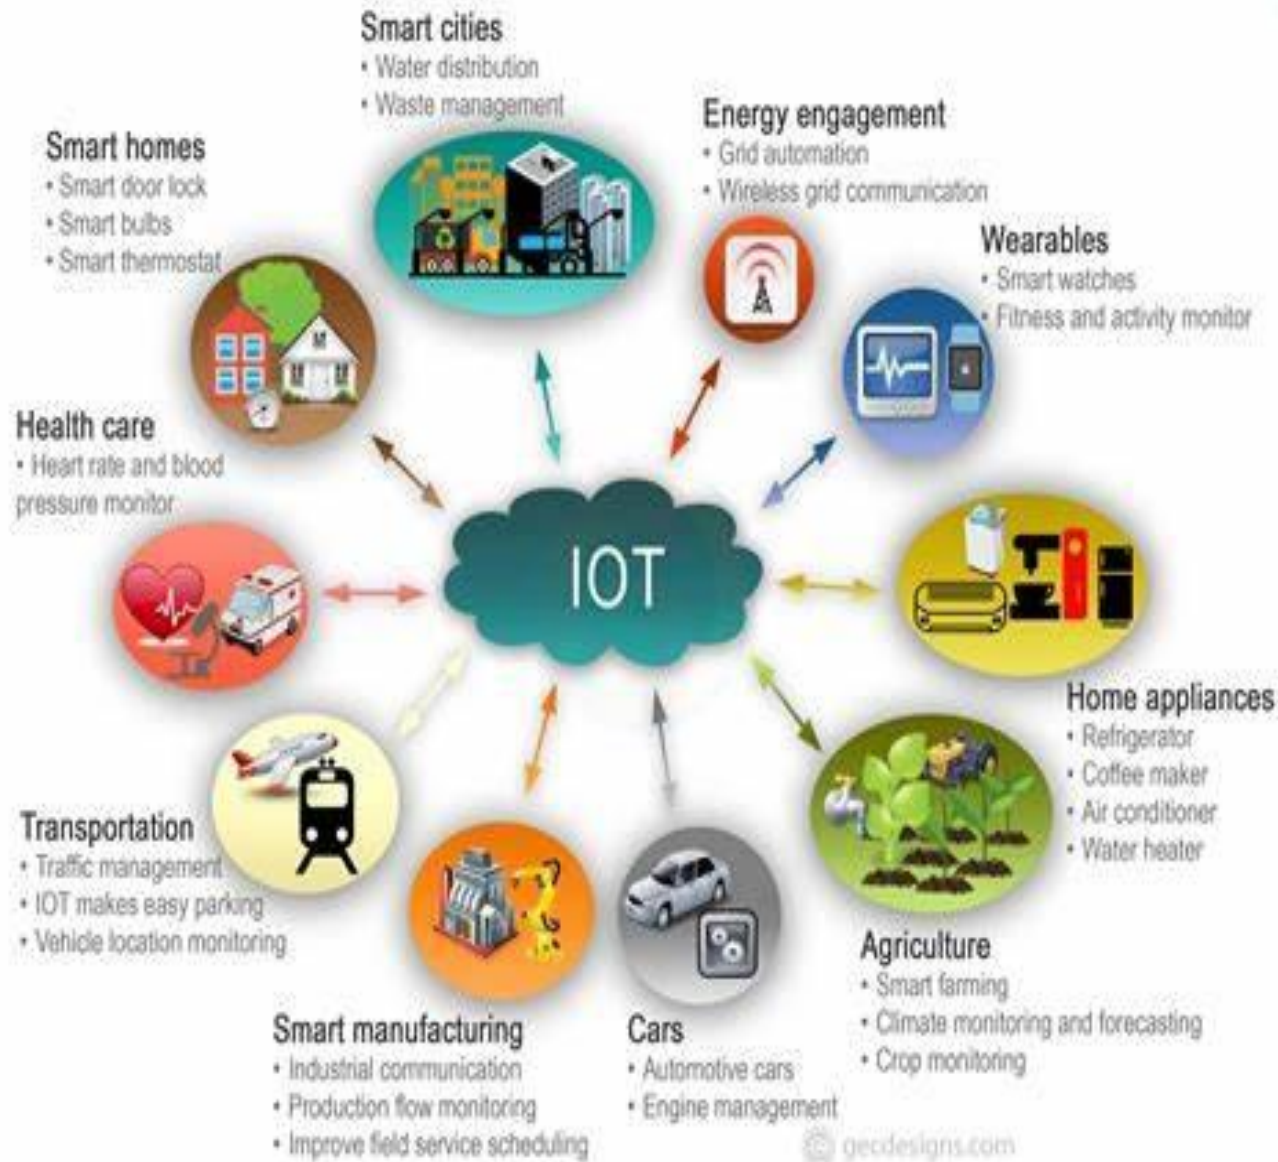 Smart cities
• Water distribution
• Waste management
Energy engagement
• Grid automation
• Wireless grid communication
Smart homes
• Smart door lock
• Smart bulbs
• Smart thermostat
Wearables
• Smart watches
• Fitness and activity monitor
Health care
• Heart rate and blood
pressure monitor
IOT
Home appliances
• Refrigerator
• Coffee maker
• Air conditioner
• Water heater
Transportation
• Traffic management
• IOT makes easy parking
• Vehicle location monitoring
Agriculture
• Smart farming
• Climate monitoring and forecasting
• Crop monitoring
Smart manufacturing
• Industrial communication
• Production flow monitoring
• Improve field service scheduling
Cars
• Automotive cars
• Engine management
© gecdesigns.com